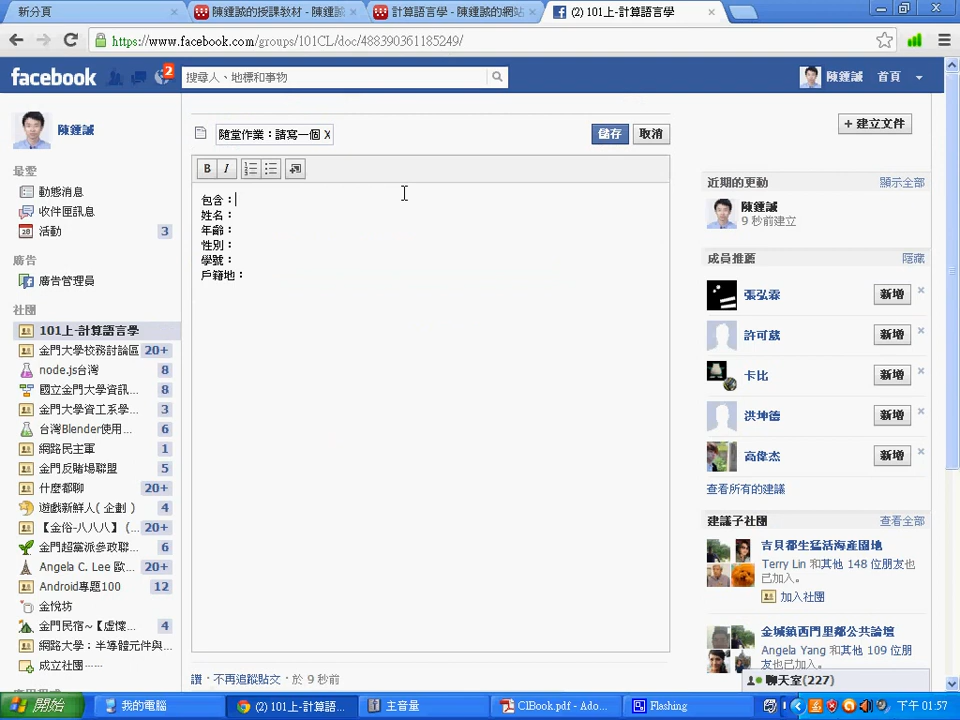 新分頁
陳鍾誠的授課教材 - 陳鍾誠
計算語言學 - 陳鍾誠的網站
(2) 101上-計算語言學
https://www.facebook.com/groups/101CL/doc/488390361185249/
facebook
2
搜尋人、地標和事物
陳鍾誠
首頁
陳鍾誠
隨堂作業：請寫一個 X
儲存
取消
+ 建立文件
最愛
動態消息
收件匣訊息
活動
3
廣告
廣告管理員
社團
101上-計算語言學
金門大學校務討論區
20+
node.js台灣
8
國立金門大學資訊...
8
金門大學資工系學...
3
台灣Blender使用...
6
網路民主軍
1
金門反賭場聯盟
5
什麼都聊
20+
遊戲新鮮人( 企劃 )
4
【金俗-八八八】 (...
20+
金門超黨派參政聯...
6
Angela C. Lee 歐...
20+
Android專題100
12
金悅坊
金門民宿~【虛懷...
4
網路大學：半導體元件與...
成立社團……
B
I
包含：
姓名：
年齡：
性別：
學號：
戶籍地：
讚 · 不再追蹤貼文 · 於 9 秒前
近期的更動
顯示全部
陳鍾誠
9 秒前建立
成員推薦
隱藏
張弘霖
新增
許可葳
新增
卡比
新增
洪坤德
新增
高偉杰
新增
查看所有的建議
建議子社團
查看全部
吉貝都生猛活海產園地
Terry Lin 和其他 148 位朋友也
已加入。
加入社團
金城鎮西門里鄰公共論壇
Angela Yang 和其他 109 位朋
友也已加入。
聊天室(227)
開始
我的電腦
(2) 101上-計算語...
主音量
ClBook.pdf - Ado...
Flashing
下午 01:57